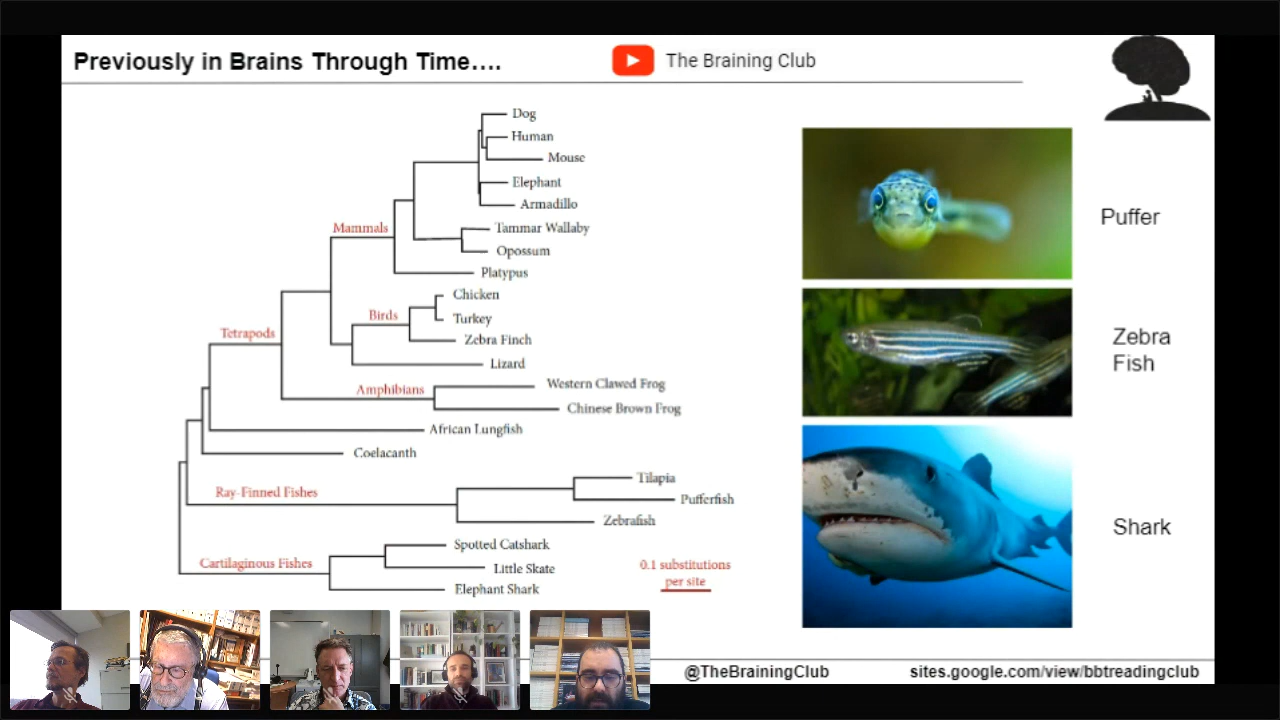 Previously in Brains Through Time....
The Braining Club
Dog
Human
Mouse
Elephant
Armadillo
Mammals
Tammar Wallaby
Opossum
Platypus
Chicken
Birds
Turkey
Tetrapods
Zebra Finch
Lizard
Western Clawed Frog
Amphibians
Chinese Brown Frog
African Lungfish
Coelacanth
Tilapia
Ray-Finned Fishes
Pufferfish
Zebrafish
Spotted Catshark
Cartilaginous Fishes
Little Skate
Elephant Shark
0.1 substitutions
per site
Puffer
Zebra
Fish
Shark
@TheBrainingClub
sites.google.com/view/bbtreadingclub